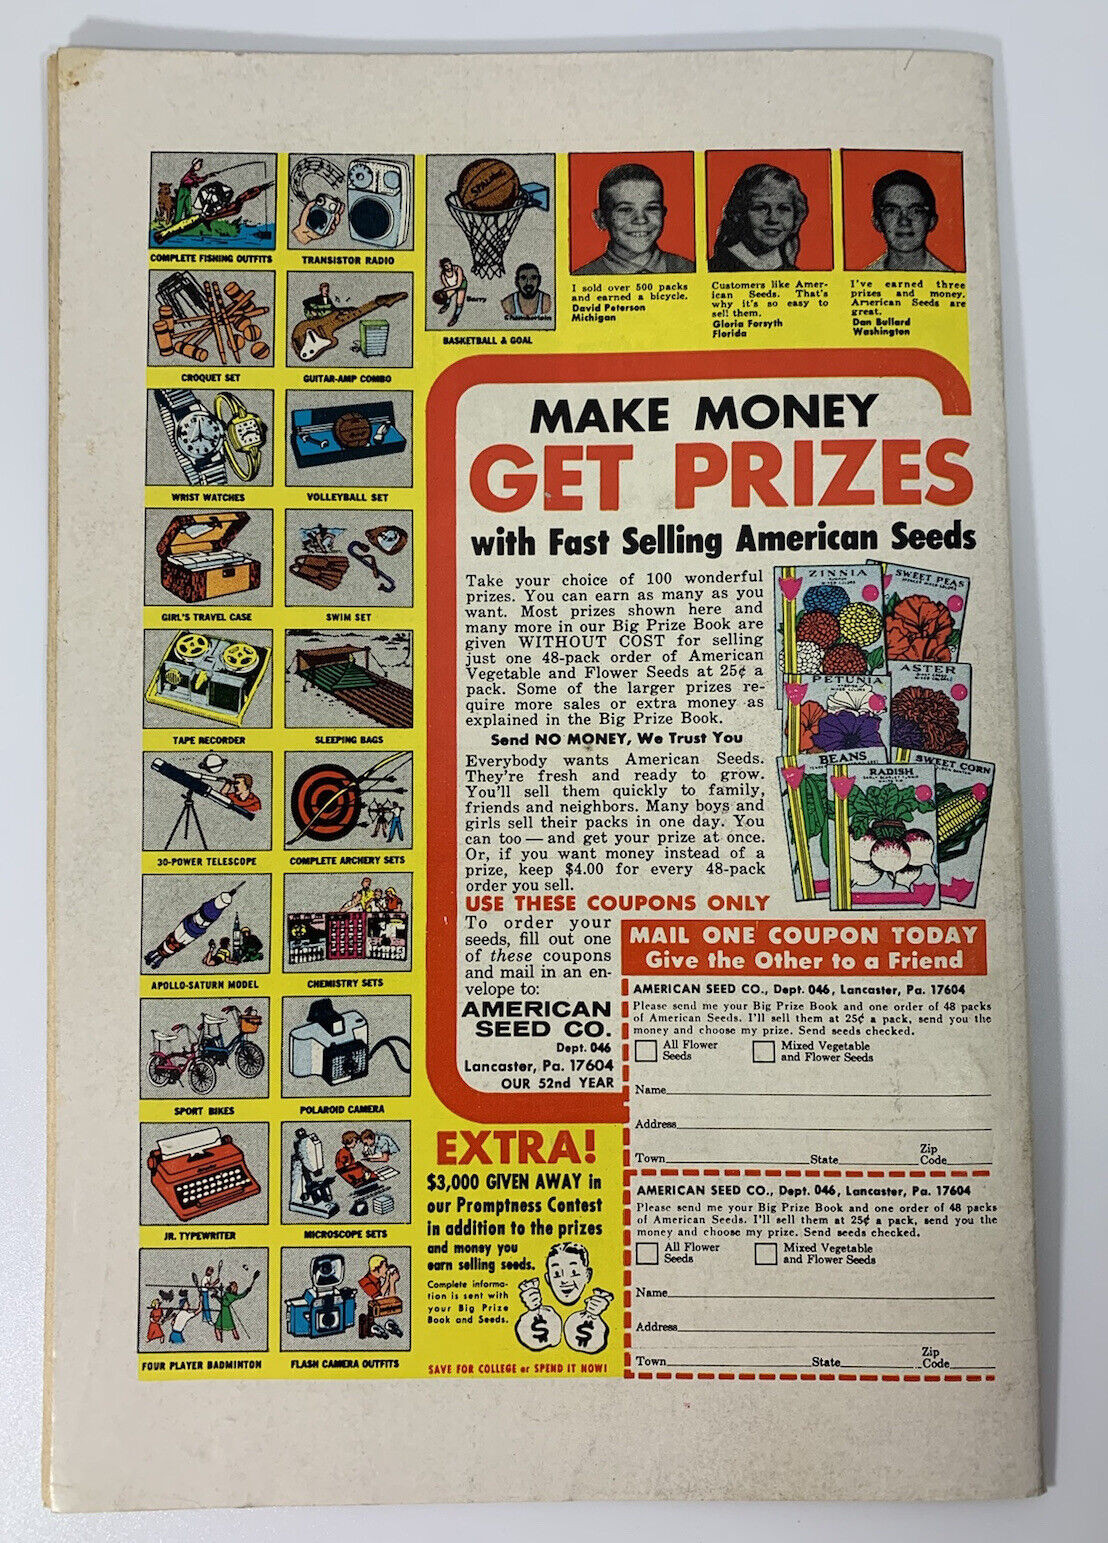 COMPLETE FISHING OUTFITS
TRANSISTOR RADIO
SPALDING
Barry
Chamberlain
BASKETBALL & GOAL
I sold over 500 packs
and earned a bicycle.
David Peterson
Michigan
Customers like Amer-
ican Seeds. That's
why it's so easy to
sell them.
Gloria Forsyth
Florida
I've earned three
prizes and money.
American Seeds are
great.
Dan Bullard
Washington
CROQUET SET
GUITAR-AMP COMBO
WRIST WATCHES
VOLLEYBALL SET
GIRL'S TRAVEL CASE
SWIM SET
TAPE RECORDER
SLEEPING BAGS
30-POWER TELESCOPE
COMPLETE ARCHERY SETS
APOLLO-SATURN MODEL
CHEMISTRY SETS
SPORT BIKES
POLAROID CAMERA
JR. TYPEWRITER
MICROSCOPE SETS
FOUR PLAYER BADMINTON
FLASH CAMERA OUTFITS
MAKE MONEY
GET PRIZES
with Fast Selling American Seeds
Take your choice of 100 wonderful
prizes. You can earn as many as you
want. Most prizes shown here and
many more in our Big Prize Book are
given WITHOUT COST for selling
just one 48-pack order of American
Vegetable and Flower Seeds at 25¢ a
pack. Some of the larger prizes re-
quire more sales or extra money as
explained in the Big Prize Book.
Send NO MONEY, We Trust You
Everybody wants American Seeds.
They're fresh and ready to grow.
You'll sell them quickly to family,
friends and neighbors. Many boys and
girls sell their packs in one day. You
can too — and get your prize at once.
Or, if you want money instead of a
prize, keep $4.00 for every 48-pack
order you sell.
ZINNIA
MIXED COLORS
SWEET PEAS
PETUNIA
ASTER
BEANS
RADISH
SWEET CORN
USE THESE COUPONS ONLY
To order your
seeds, fill out one
of these coupons
and mail in an en-
velope to:
AMERICAN
SEED CO.
Dept. 046
Lancaster, Pa. 17604
OUR 52nd YEAR
MAIL ONE COUPON TODAY
Give the Other to a Friend
AMERICAN SEED CO., Dept. 046, Lancaster, Pa. 17604
Please send me your Big Prize Book and one order of 48 packs
of American Seeds. I'll sell them at 25¢ a pack, send you the
money and choose my prize. Send seeds checked.
All Flower
Seeds
Mixed Vegetable
and Flower Seeds
Name
Address
Town State Zip
Code
AMERICAN SEED CO., Dept. 046, Lancaster, Pa. 17604
Please send me your Big Prize Book and one order of 48 packs
of American Seeds. I'll sell them at 25¢ a pack, send you the
money and choose my prize. Send seeds checked.
All Flower
Seeds
Mixed Vegetable
and Flower Seeds
Name
Address
Town State Zip
Code
EXTRA!
$3,000 GIVEN AWAY in
our Promptness Contest
in addition to the prizes
and money you
earn selling seeds.
Complete informa-
tion is sent with
your Big Prize
Book and Seeds.
$ $
SAVE FOR COLLEGE or SPEND IT NOW!